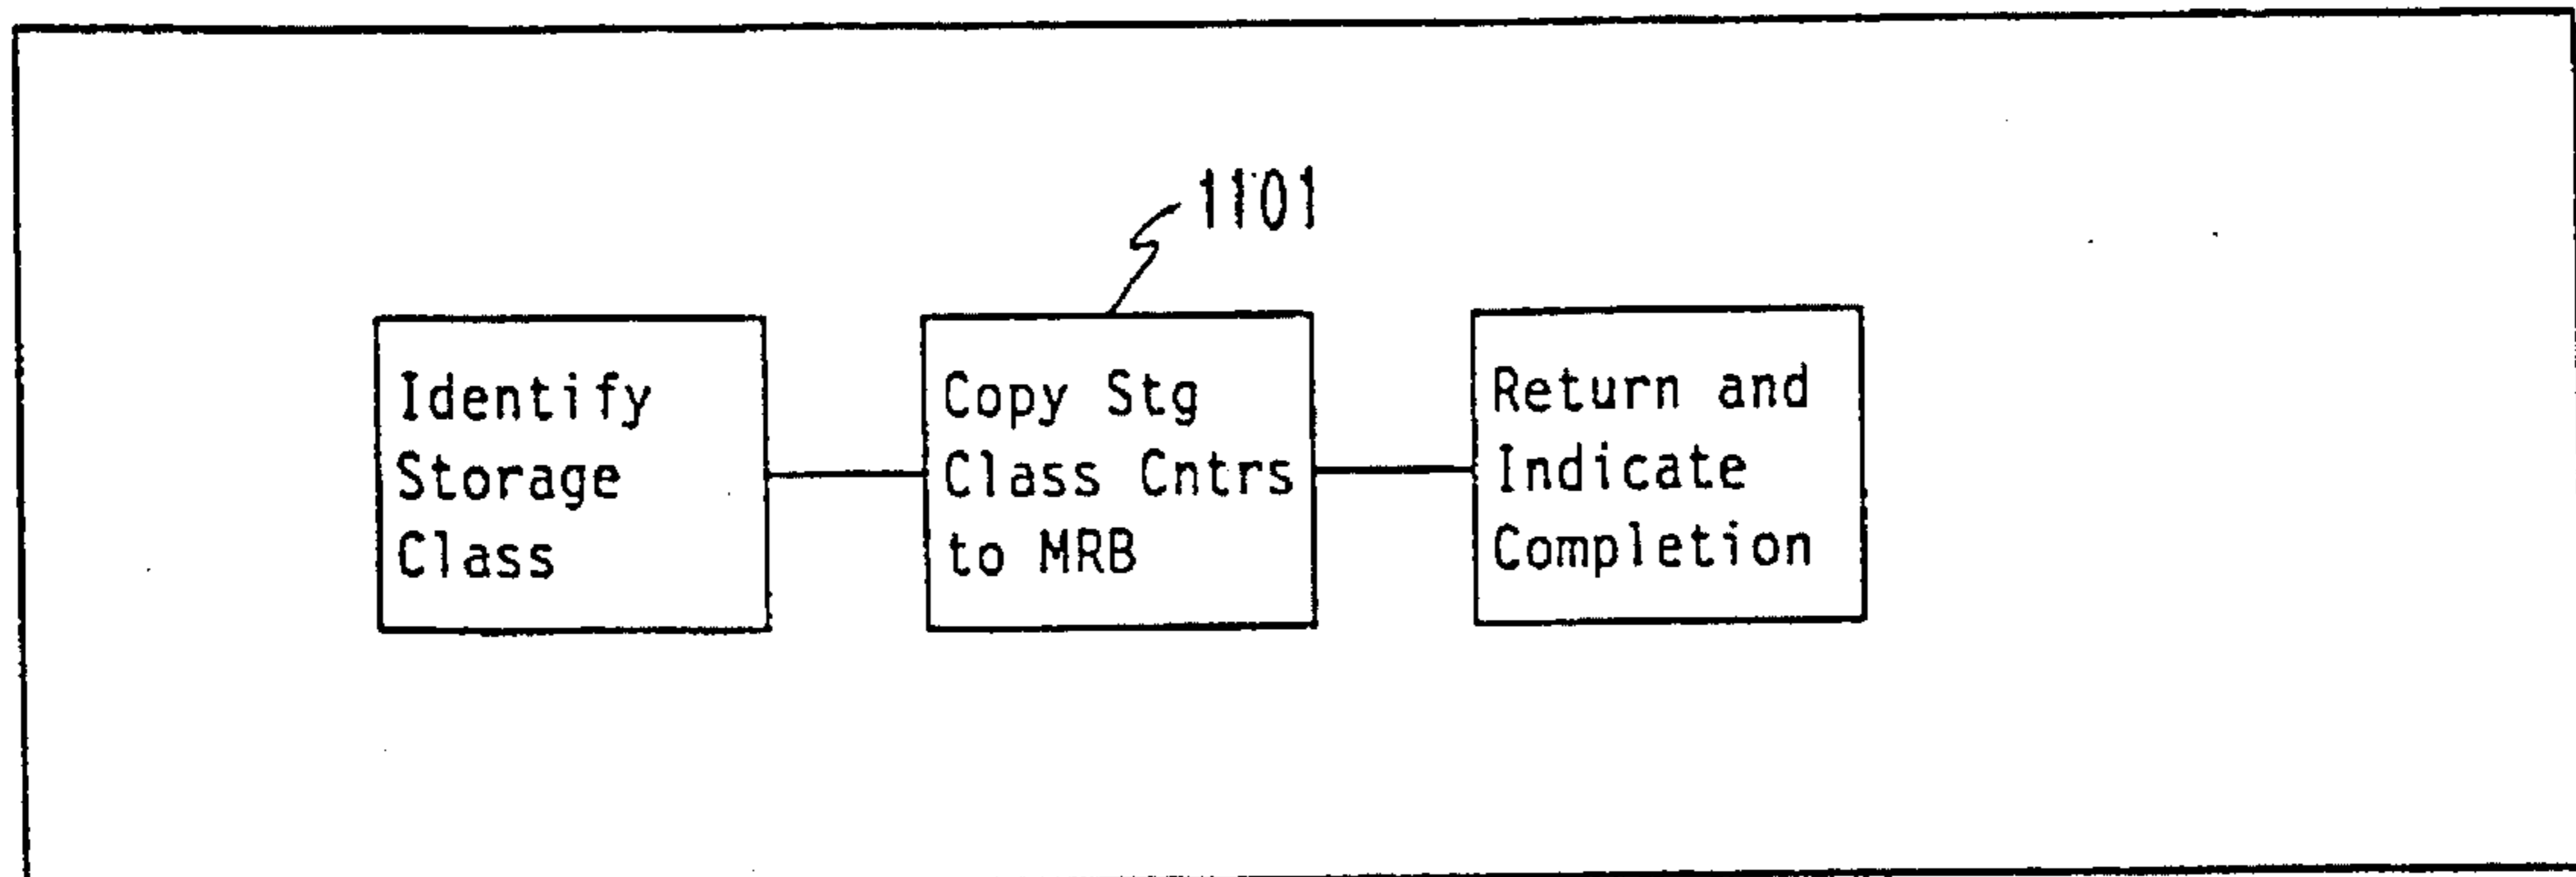 1101
Identify
Storage
Class
Copy Stg
Class Cntrs
to MRB
Return and
Indicate
Completion